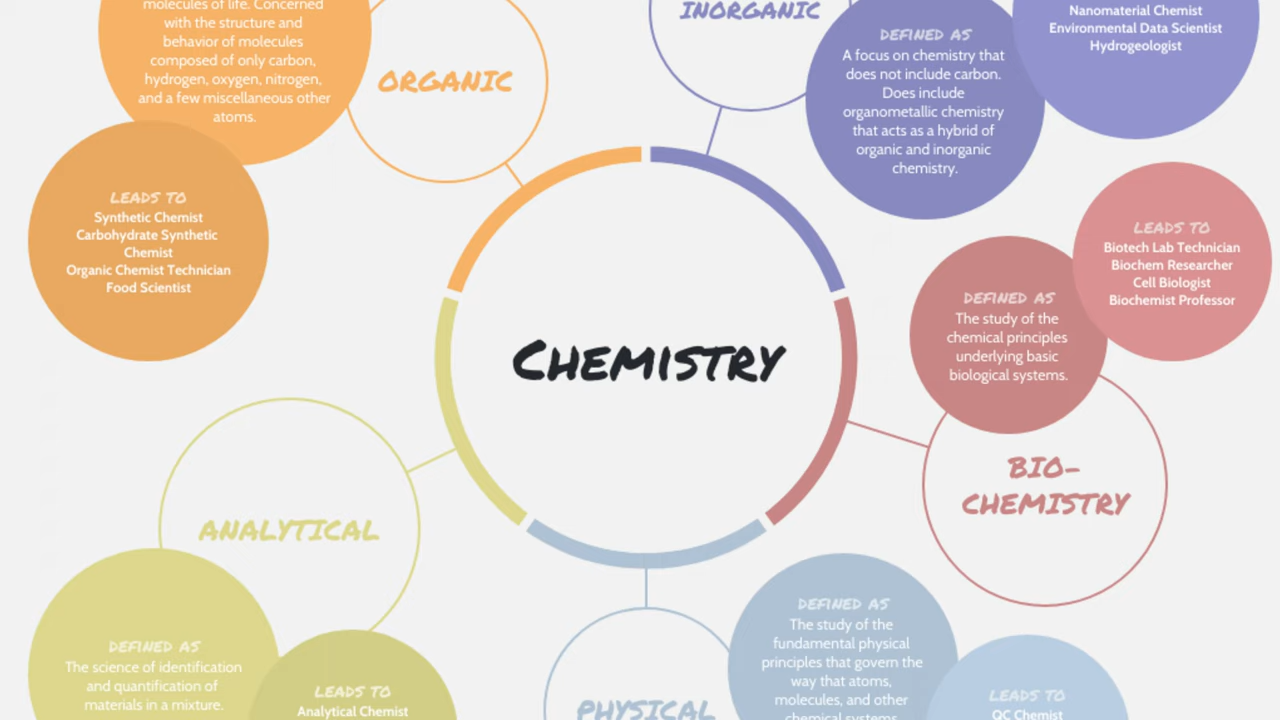 molecules of life. Concerned
with the structure and
behavior of molecules
composed of only carbon,
hydrogen, oxygen, nitrogen,
and a few miscellaneous other
atoms.
ORGANIC
LEADS TO
Synthetic Chemist
Carbohydrate Synthetic
Chemist
Organic Chemist Technician
Food Scientist
INORGANIC
DEFINED AS
A focus on chemistry that
does not include carbon.
Does include
organometallic chemistry
that acts as a hybrid of
organic and inorganic
chemistry.
Nanomaterial Chemist
Environmental Data Scientist
Hydrogeologist
CHEMISTRY
DEFINED AS
The study of the
chemical principles
underlying basic
biological systems.
LEADS TO
Biotech Lab Technician
Biochem Researcher
Cell Biologist
Biochemist Professor
BIO-
CHEMISTRY
ANALYTICAL
DEFINED AS
The science of identification
and quantification of
materials in a mixture.
LEADS TO
Analytical Chemist
PHYSICAL
DEFINED AS
The study of the
fundamental physical
principles that govern the
way that atoms,
molecules, and other
chemical systems
LEADS TO
QC Chemist